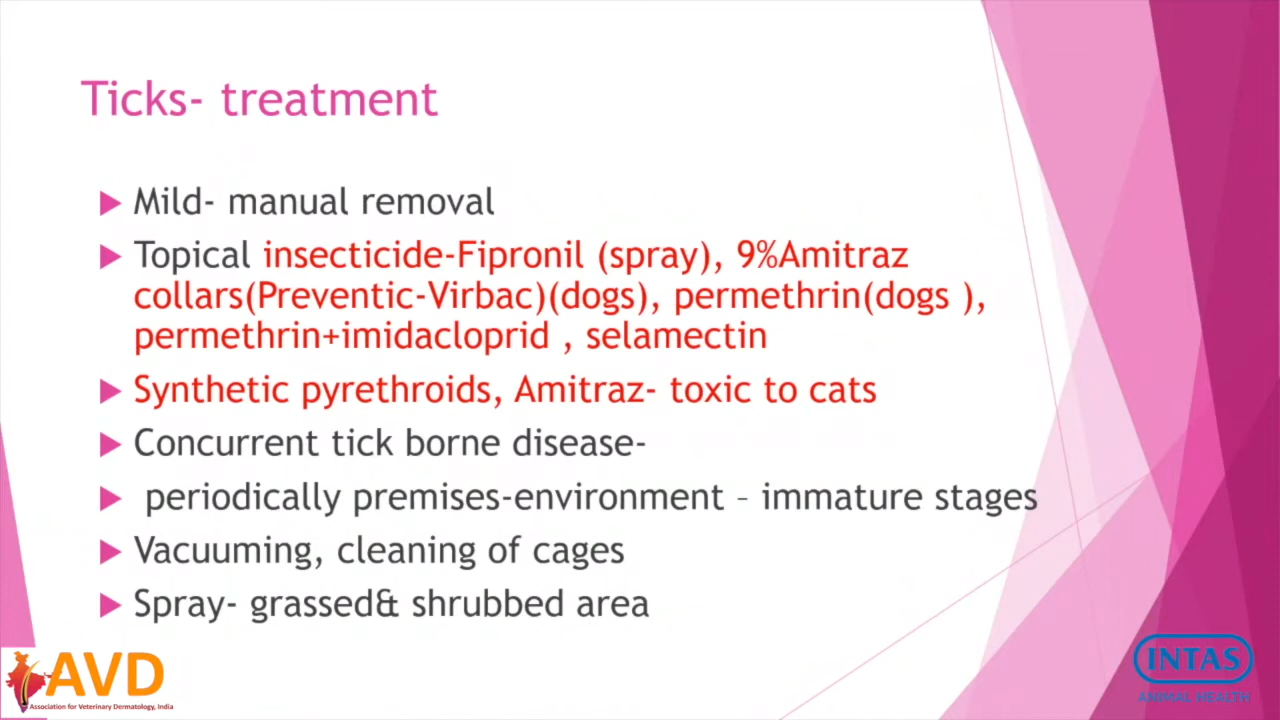 Ticks- treatment
Mild- manual removal
Topical insecticide-Fipronil (spray), 9%Amitraz
collars(Preventic-Virbac)(dogs), permethrin(dogs ),
permethrin+imidacloprid , selamectin
Synthetic pyrethroids, Amitraz- toxic to cats
Concurrent tick borne disease-
periodically premises-environment – immature stages
Vacuuming, cleaning of cages
Spray- grassed& shrubbed area
AVD
Association for Veterinary Dermatology, India
INTAS
ANIMAL HEALTH